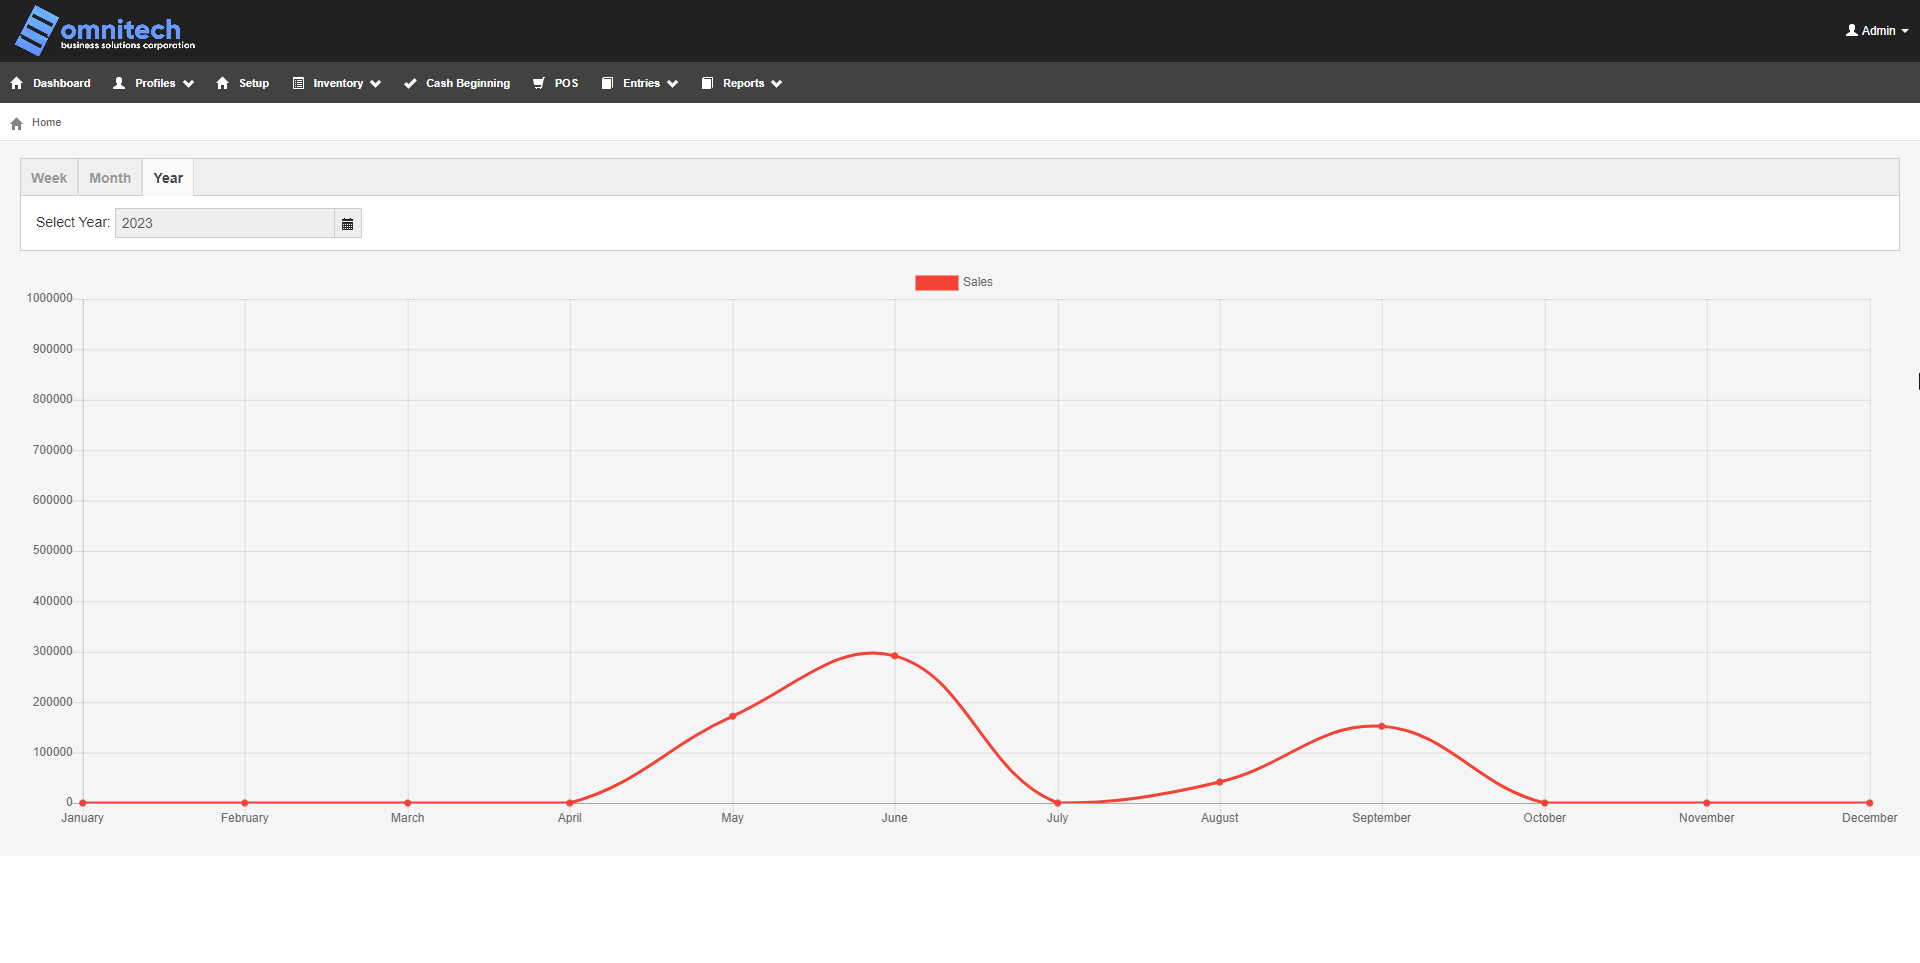 omnitech
business solutions corporation
Admin
Dashboard Profiles Setup Inventory Cash Beginning POS Entries Reports
Home
Week Month Year
Select Year: 2023
Sales
1000000
900000
800000
700000
600000
500000
400000
300000
200000
100000
0
January February March April May June July August September October November December